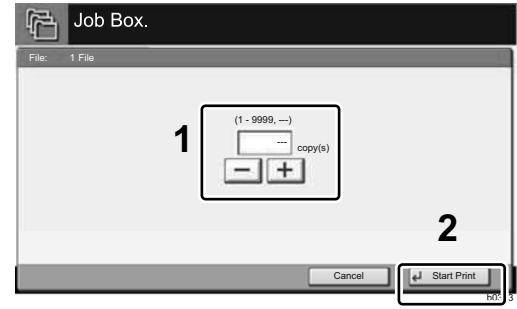 Job Box.
File: 1 File
(1 - 9999, ---)
1
--- copy(s)
− +
2
Cancel Start Print